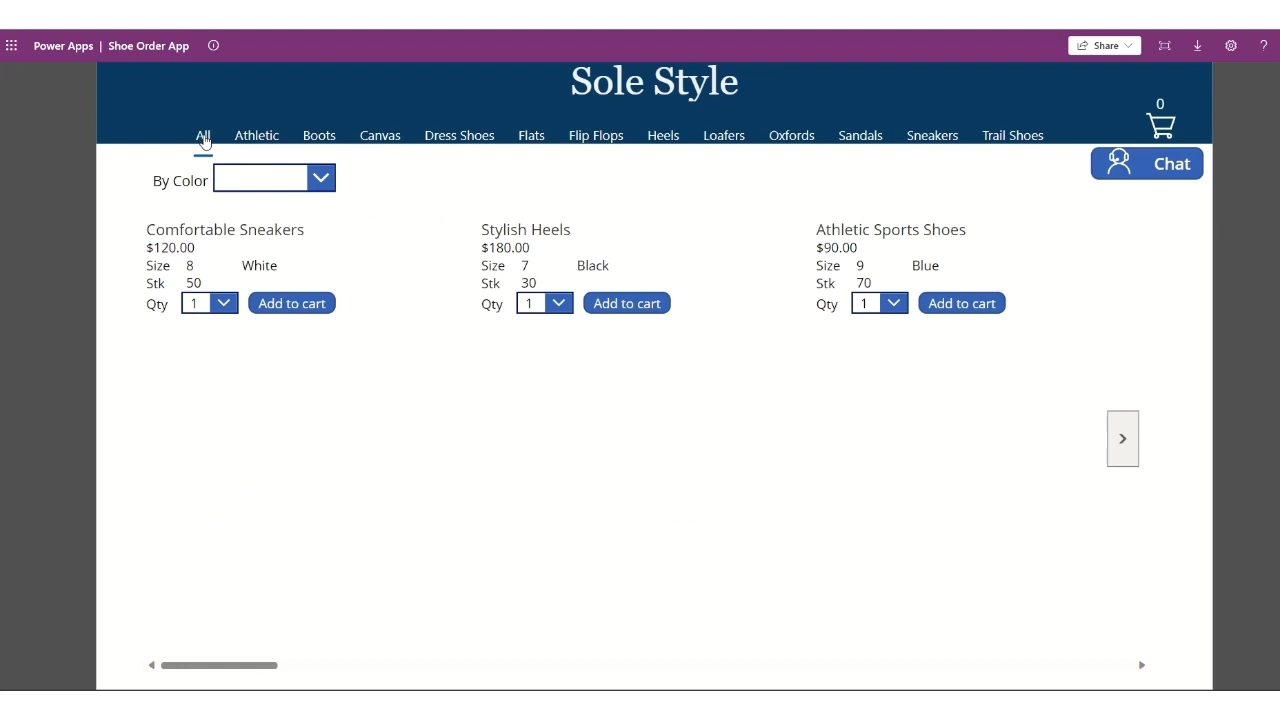 Power Apps | Shoe Order App
Share
?
Sole Style
0
All Athletic Boots Canvas Dress Shoes Flats Flip Flops Heels Loafers Oxfords Sandals Sneakers Trail Shoes
Chat
By Color
Comfortable Sneakers
$120.00
Size 8 White
Stk 50
Qty 1 Add to cart
Stylish Heels
$180.00
Size 7 Black
Stk 30
Qty 1 Add to cart
Athletic Sports Shoes
$90.00
Size 9 Blue
Stk 70
Qty 1 Add to cart